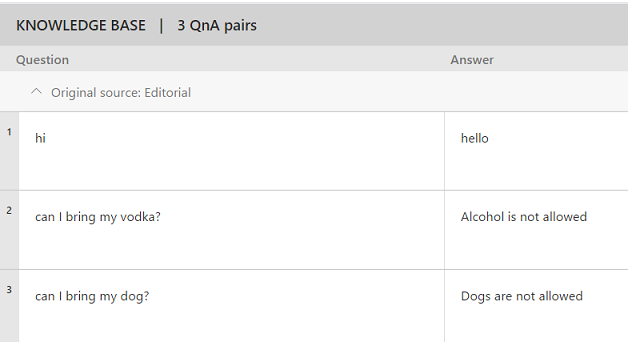 KNOWLEDGE BASE | 3 QnA pairs
Question Answer
Original source: Editorial
1 hi hello
2 can I bring my vodka? Alcohol is not allowed
3 can I bring my dog? Dogs are not allowed